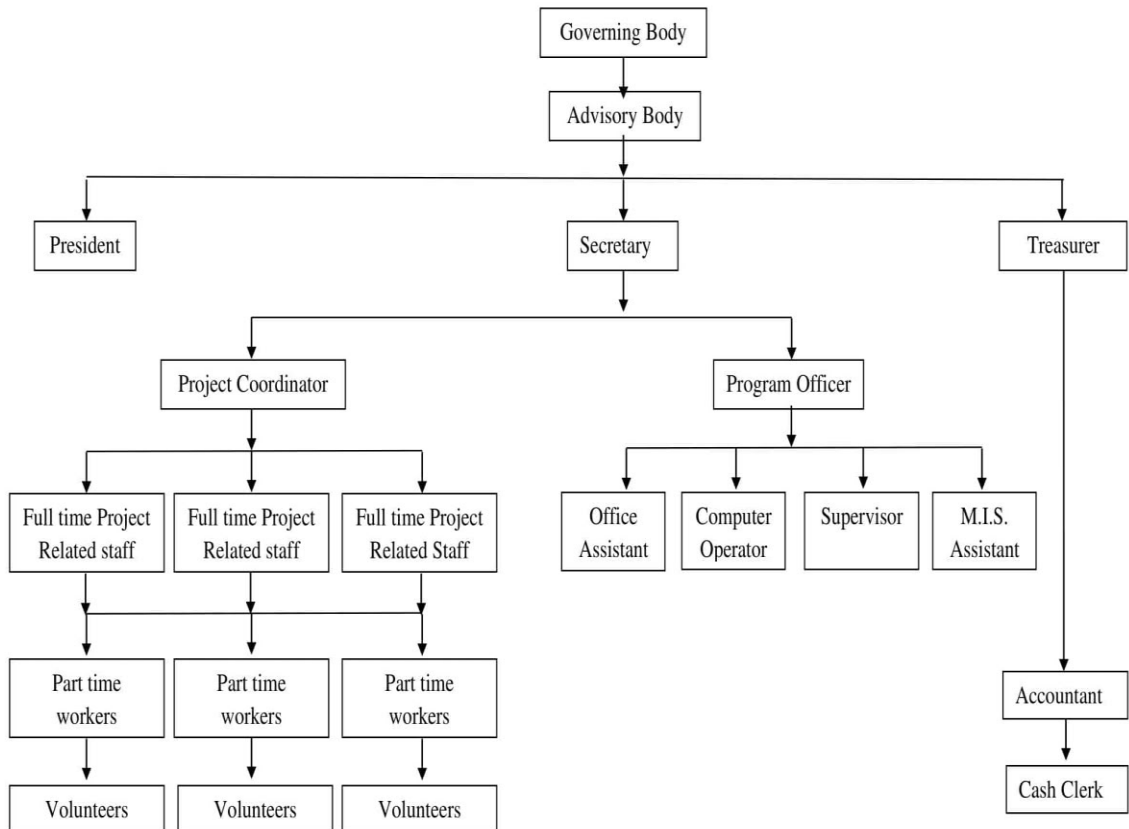 Governing Body
Advisory Body
President
Secretary
Treasurer
Project Coordinator
Program Officer
Full time Project
Related staff
Full time Project
Related staff
Full time Project
Related Staff
Office
Assistant
Computer
Operator
Supervisor
M.I.S.
Assistant
Part time
workers
Part time
workers
Part time
workers
Accountant
Volunteers
Volunteers
Volunteers
Cash Clerk